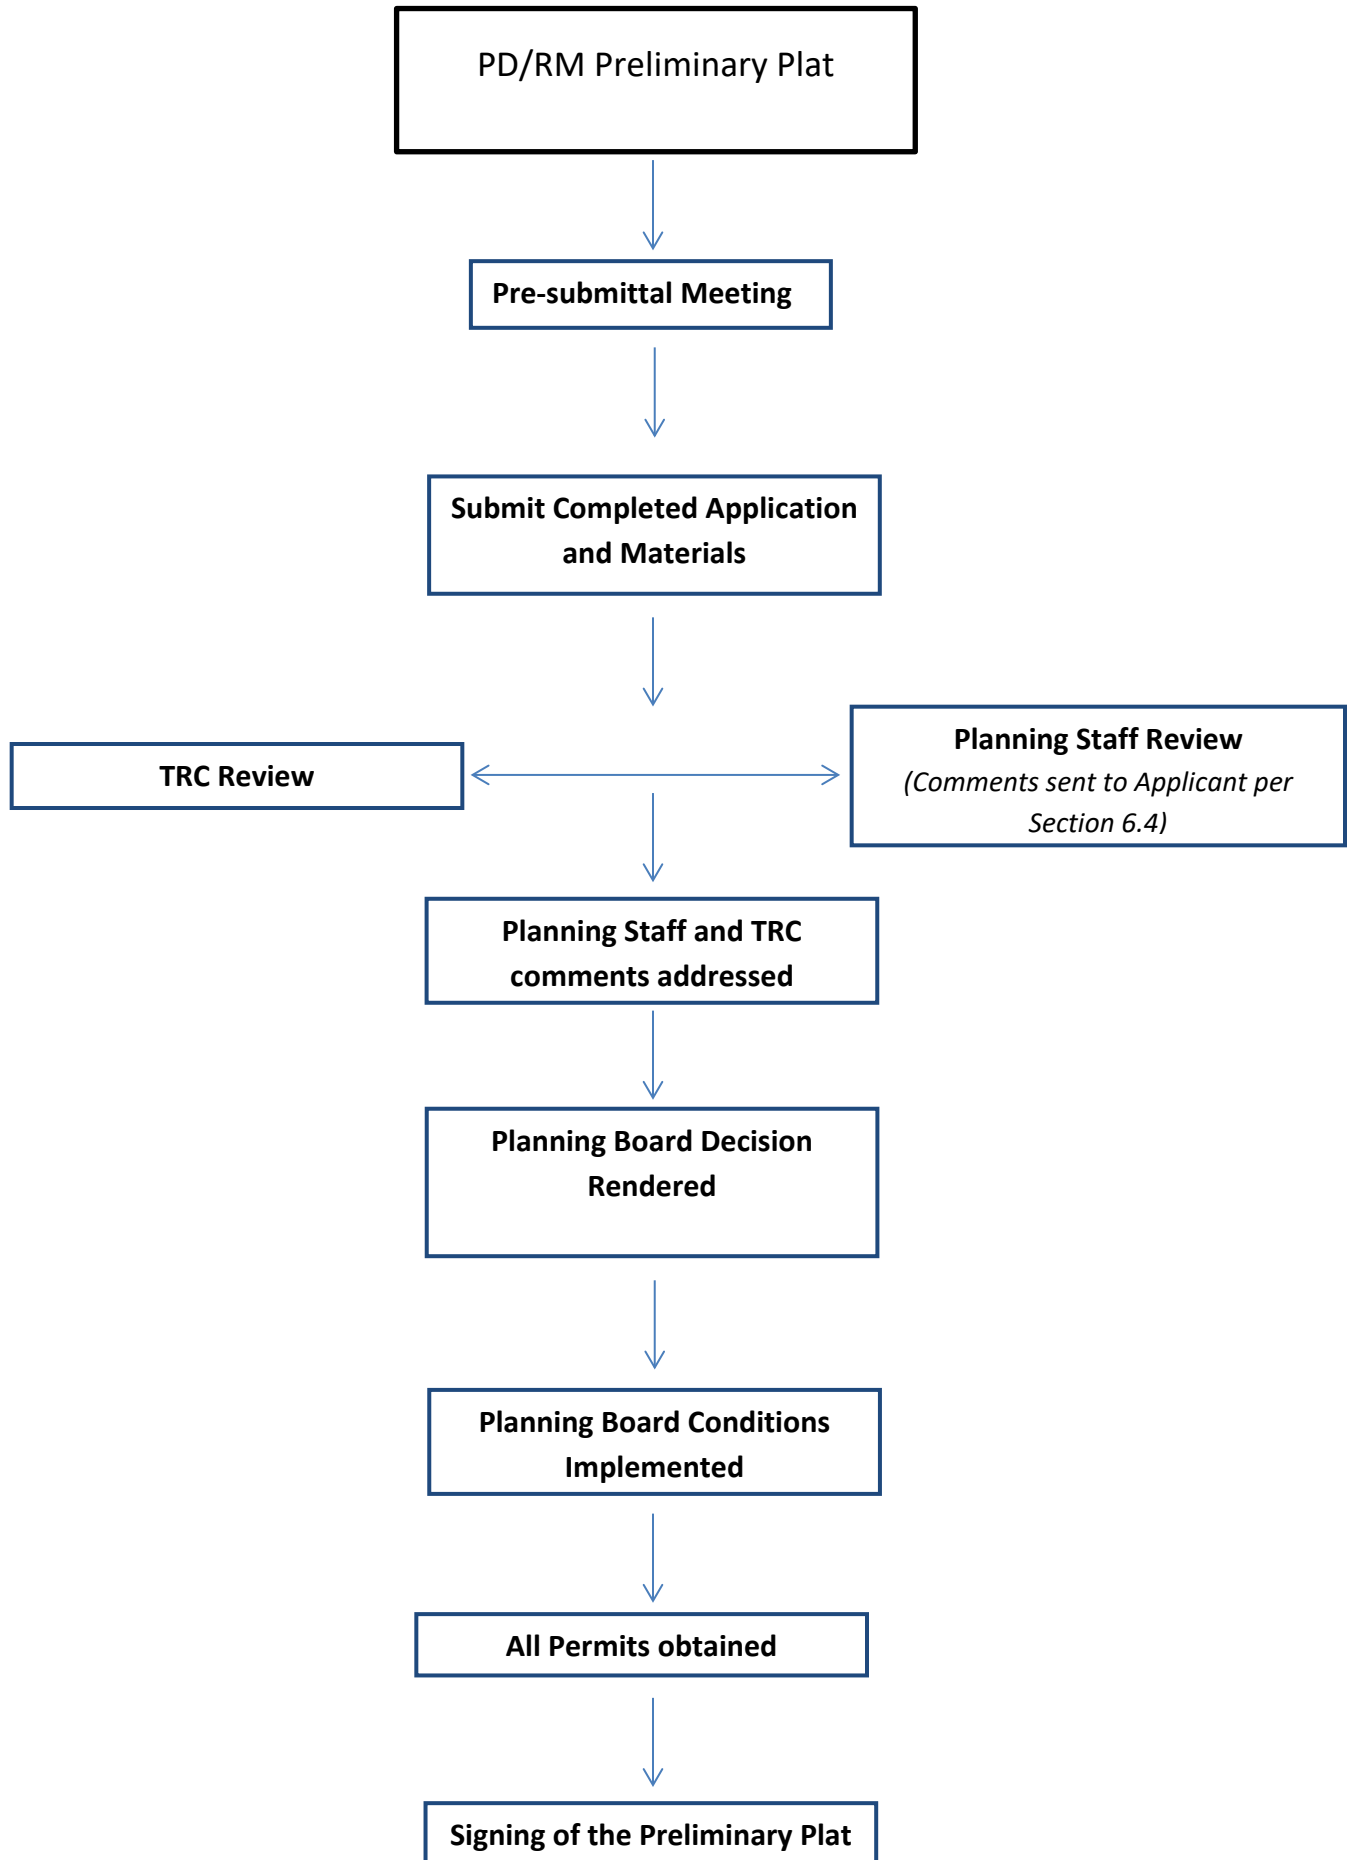 PD/RM Preliminary Plat
Pre-submittal Meeting
Submit Completed Application
and Materials
TRC Review
Planning Staff Review
(Comments sent to Applicant per
Section 6.4)
Planning Staff and TRC
comments addressed
Planning Board Decision
Rendered
Planning Board Conditions
Implemented
All Permits obtained
Signing of the Preliminary Plat